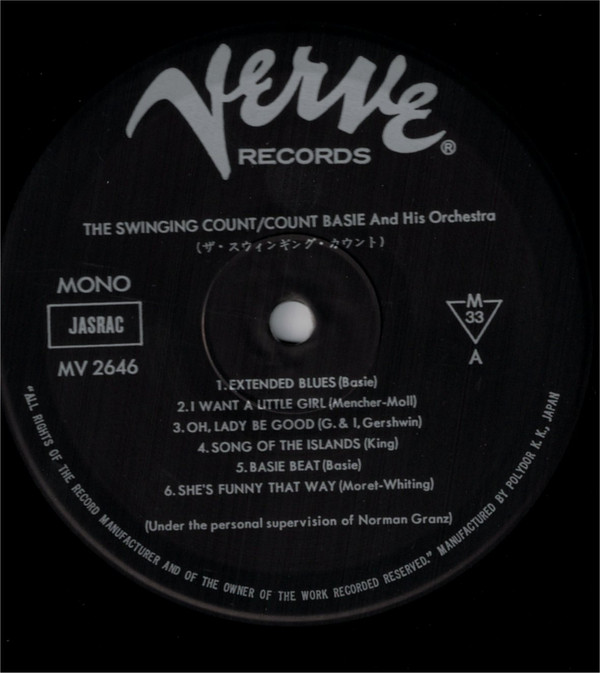 Verve
RECORDS®
THE SWINGING COUNT/COUNT BASIE And His Orchestra
(ザ・スウィンギング・カウント)
MONO
JASRAC
MV 2646
M
33
A
1. EXTENDED BLUES (Basie)
2. I WANT A LITTLE GIRL (Mencher-Moll)
3. OH, LADY BE GOOD (G. & I. Gershwin)
4. SONG OF THE ISLANDS (King)
5. BASIE BEAT (Basie)
6. SHE'S FUNNY THAT WAY (Moret-Whiting)
(Under the personal supervision of Norman Granz)
"ALL RIGHTS OF THE RECORD MANUFACTURER AND OF THE OWNER OF THE WORK RECORDED RESERVED." MANUFACTURED BY POLYDOR K. K., JAPAN